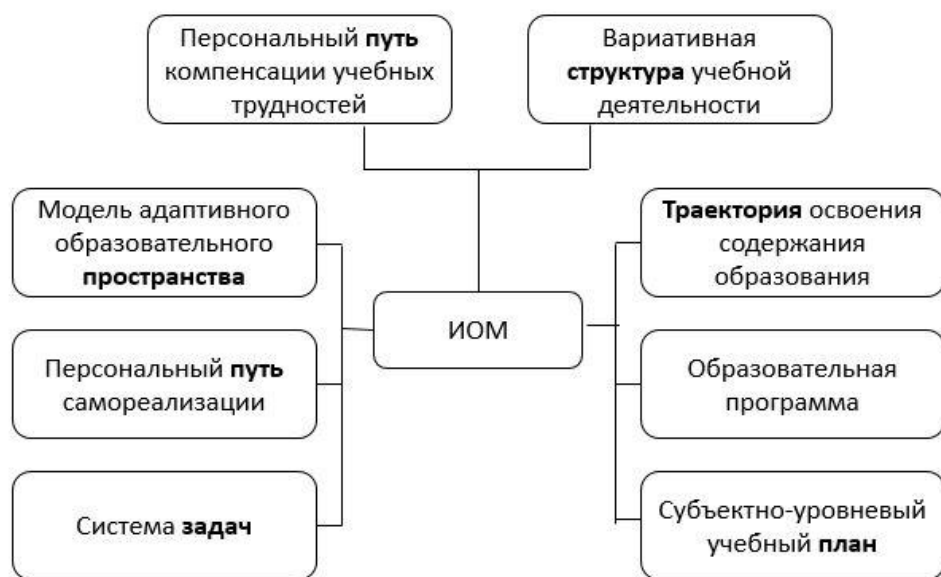 Персональный путь
компенсации учебных
трудностей
Вариативная
структура учебной
деятельности
Модель адаптивного
образовательного
пространства
Траектория освоения
содержания
образования
ИОМ
Персональный путь
самореализации
Образовательная
программа
Система задач
Субъектно-уровневый
учебный план